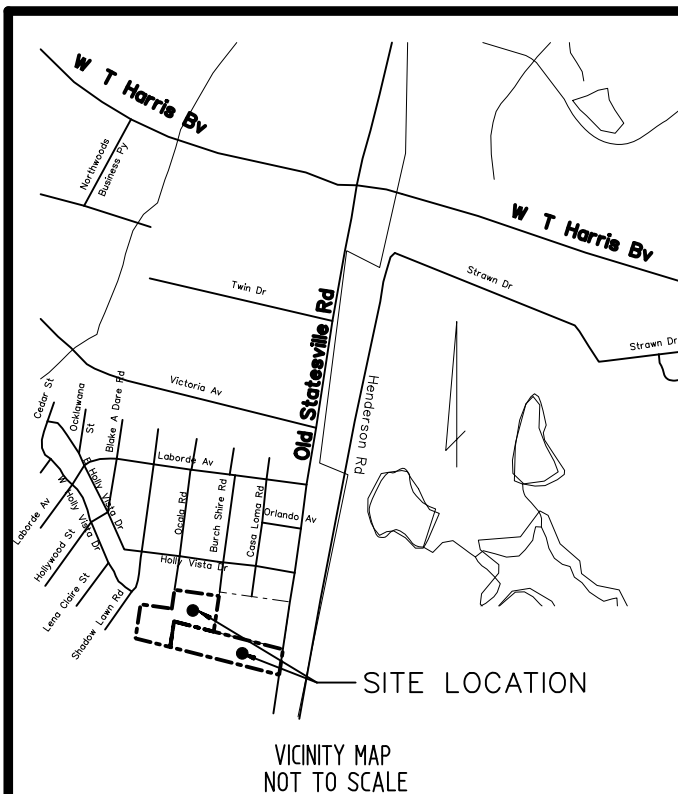 W T Harris Bv
Northwoods
Business Py
W T Harris Bv
Strawn Dr
Twin Dr
Strawn Dr
Old Statesville Rd
Henderson Rd
Victoria Av
Cedar St
Ocklawana
St
Blake A Dare Rd
Laborde Av
E Holly Vista Dr
W Holly Vista Dr
Ocala Rd
Burch Shire Rd
Casa Loma Rd
Orlando Av
Laborde Av
Hollywood St
Holly Vista Dr
Lena Claire St
Shadow Lawn Rd
SITE LOCATION
VICINITY MAP
NOT TO SCALE